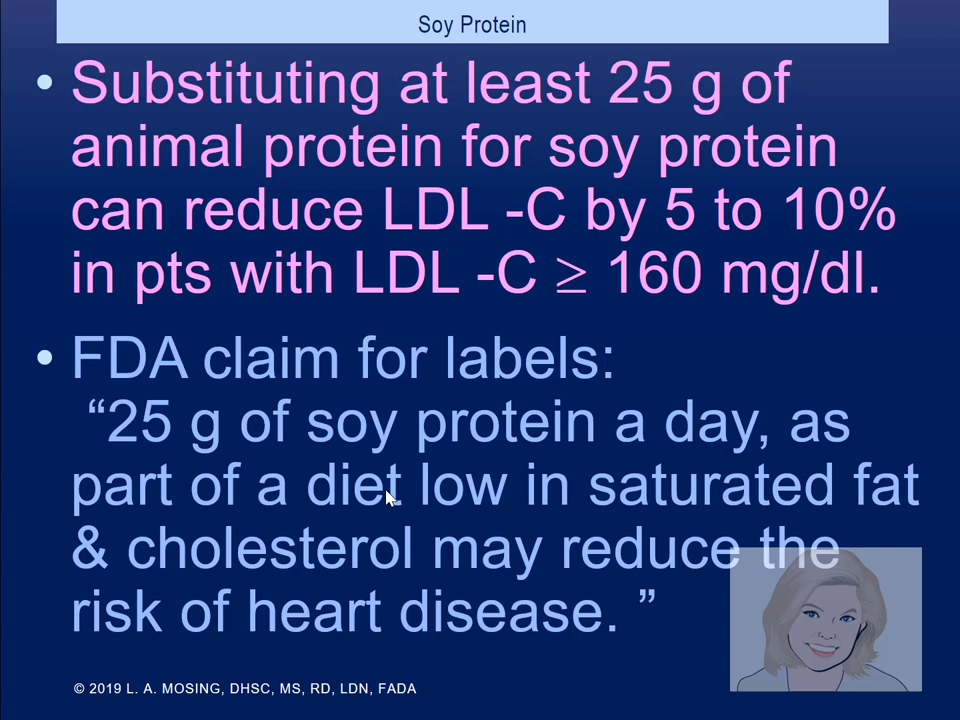 Soy Protein
• Substituting at least 25 g of
animal protein for soy protein
can reduce LDL -C by 5 to 10%
in pts with LDL -C ≥ 160 mg/dl.
• FDA claim for labels:
“25 g of soy protein a day, as
part of a diet low in saturated fat
& cholesterol may reduce the
risk of heart disease. ”
© 2019 L. A. MOSING, DHSC, MS, RD, LDN, FADA